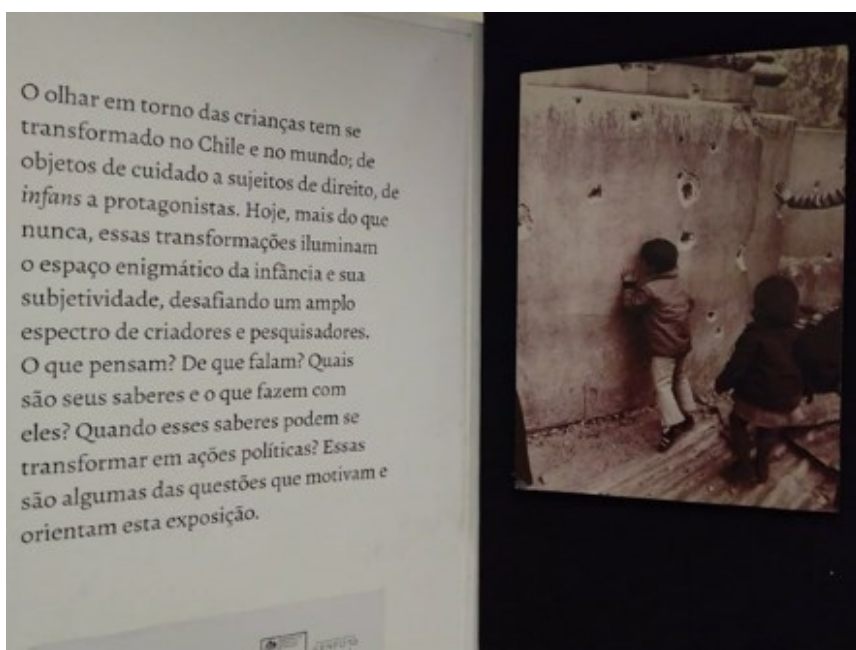 O olhar em torno das crianças tem se
transformado no Chile e no mundo; de
objetos de cuidado a sujeitos de direito, de
infans a protagonistas. Hoje, mais do que
nunca, essas transformações iluminam
o espaço enigmático da infância e sua
subjetividade, desafiando um amplo
espectro de criadores e pesquisadores.
O que pensam? De que falam? Quais
são seus saberes e o que fazem com
eles? Quando esses saberes podem se
transformar em ações políticas? Essas
são algumas das questões que motivam e
orientam esta exposição.